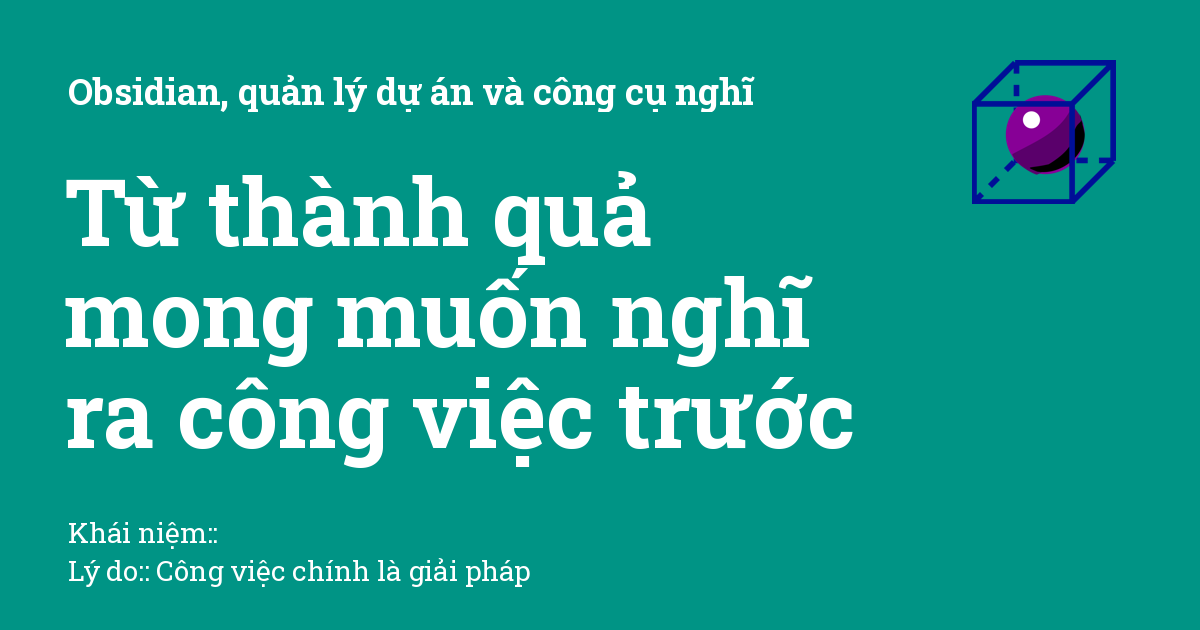 Obsidian, quản lý dự án và công cụ nghĩ
Từ thành quả
mong muốn nghĩ
ra công việc trước
Khái niệm::
Lý do:: Công việc chính là giải pháp